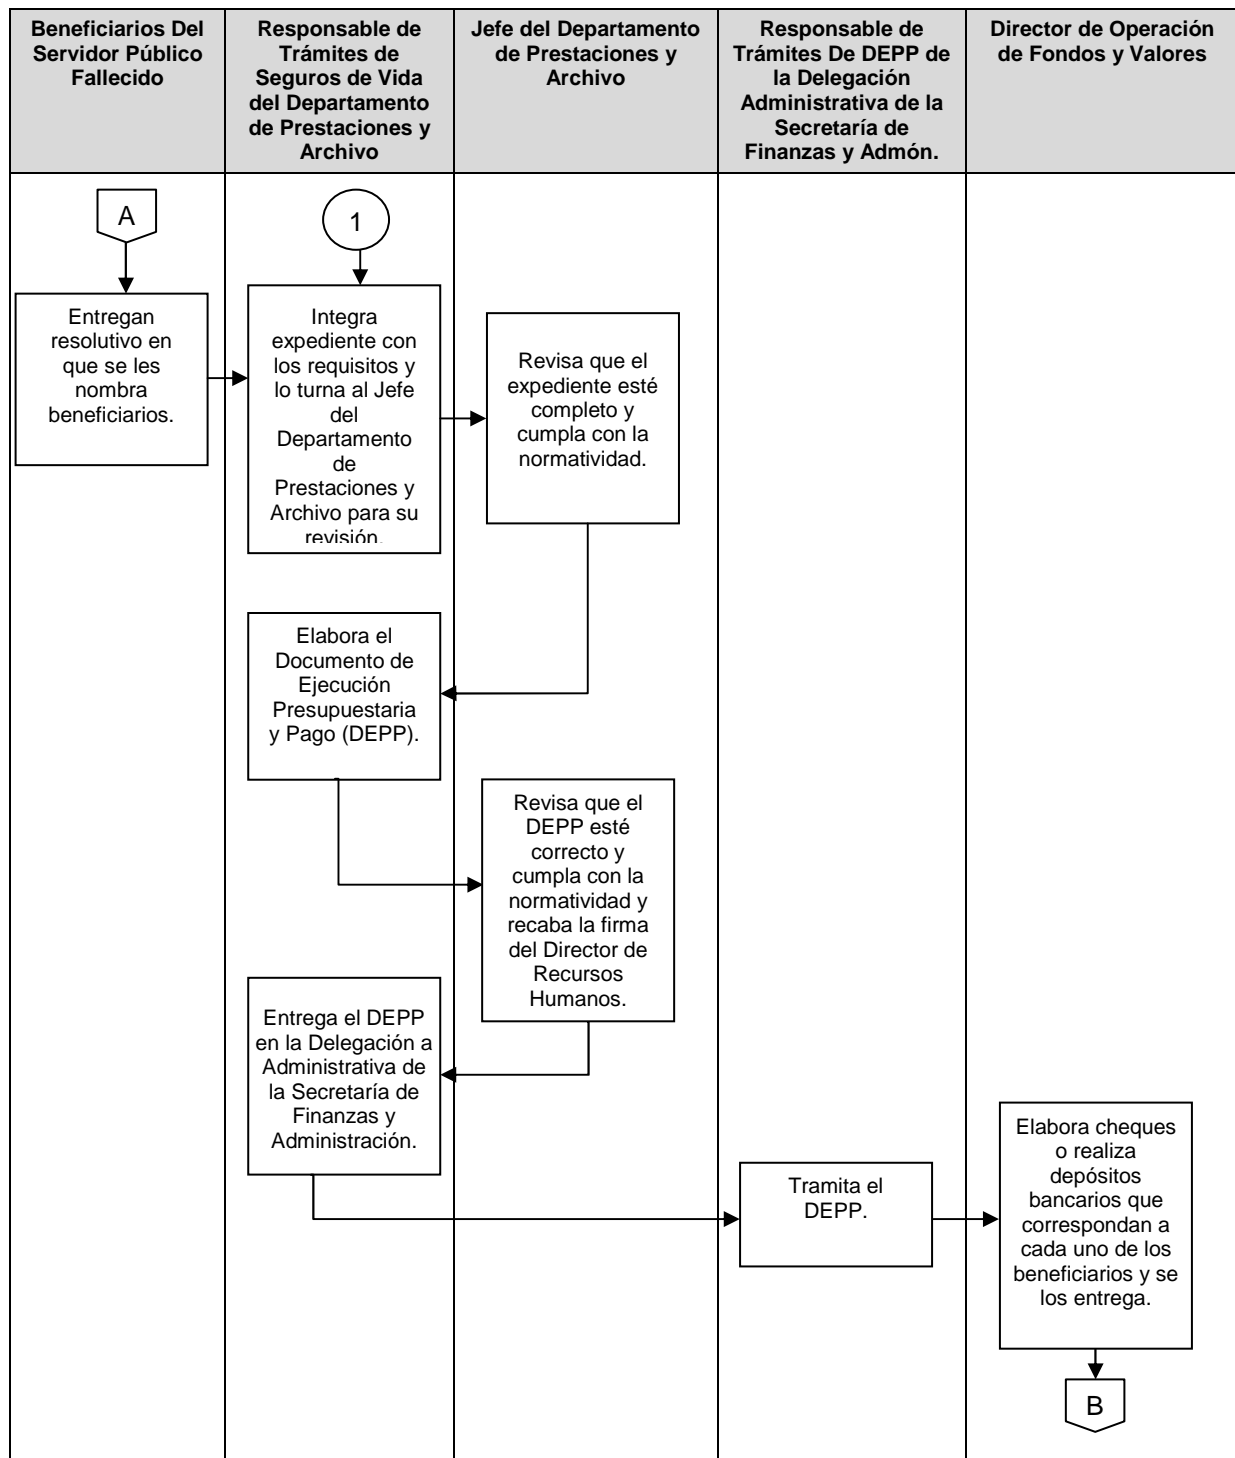 Beneficiarios Del
Servidor Público
Fallecido
Responsable de
Trámites de
Seguros de Vida
del Departamento
de Prestaciones y
Archivo
Jefe del Departamento
de Prestaciones y
Archivo
Responsable de
Trámites De DEPP de
la Delegación
Administrativa de la
Secretaría de
Finanzas y Admón.
Director de Operación
de Fondos y Valores
A
1
Entregan
resolutivo en
que se les
nombra
beneficiarios.
Integra
expediente con
los requisitos y
lo turna al Jefe
del
Departamento
de
Prestaciones y
Archivo para su
revisión.
Revisa que el
expediente esté
completo y
cumpla con la
normatividad.
Elabora el
Documento de
Ejecución
Presupuestaria
y Pago (DEPP).
Revisa que el
DEPP esté
correcto y
cumpla con la
normatividad y
recaba la firma
del Director de
Recursos
Humanos.
Entrega el DEPP
en la Delegación a
Administrativa de
la Secretaría de
Finanzas y
Administración.
Tramita el
DEPP.
Elabora cheques
o realiza
depósitos
bancarios que
correspondan a
cada uno de los
beneficiarios y se
los entrega.
B